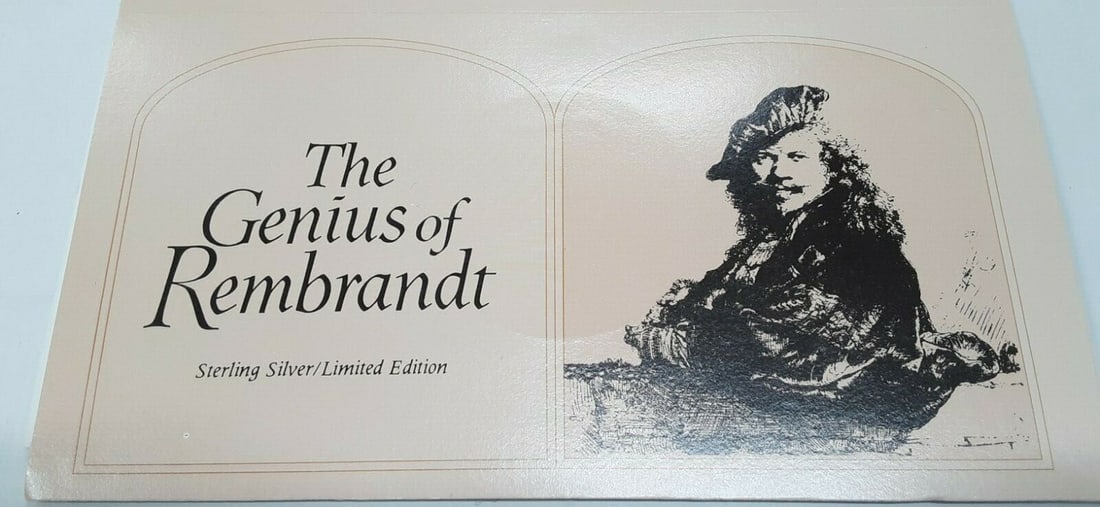 The
Genius of
Rembrandt
Sterling Silver/Limited Edition